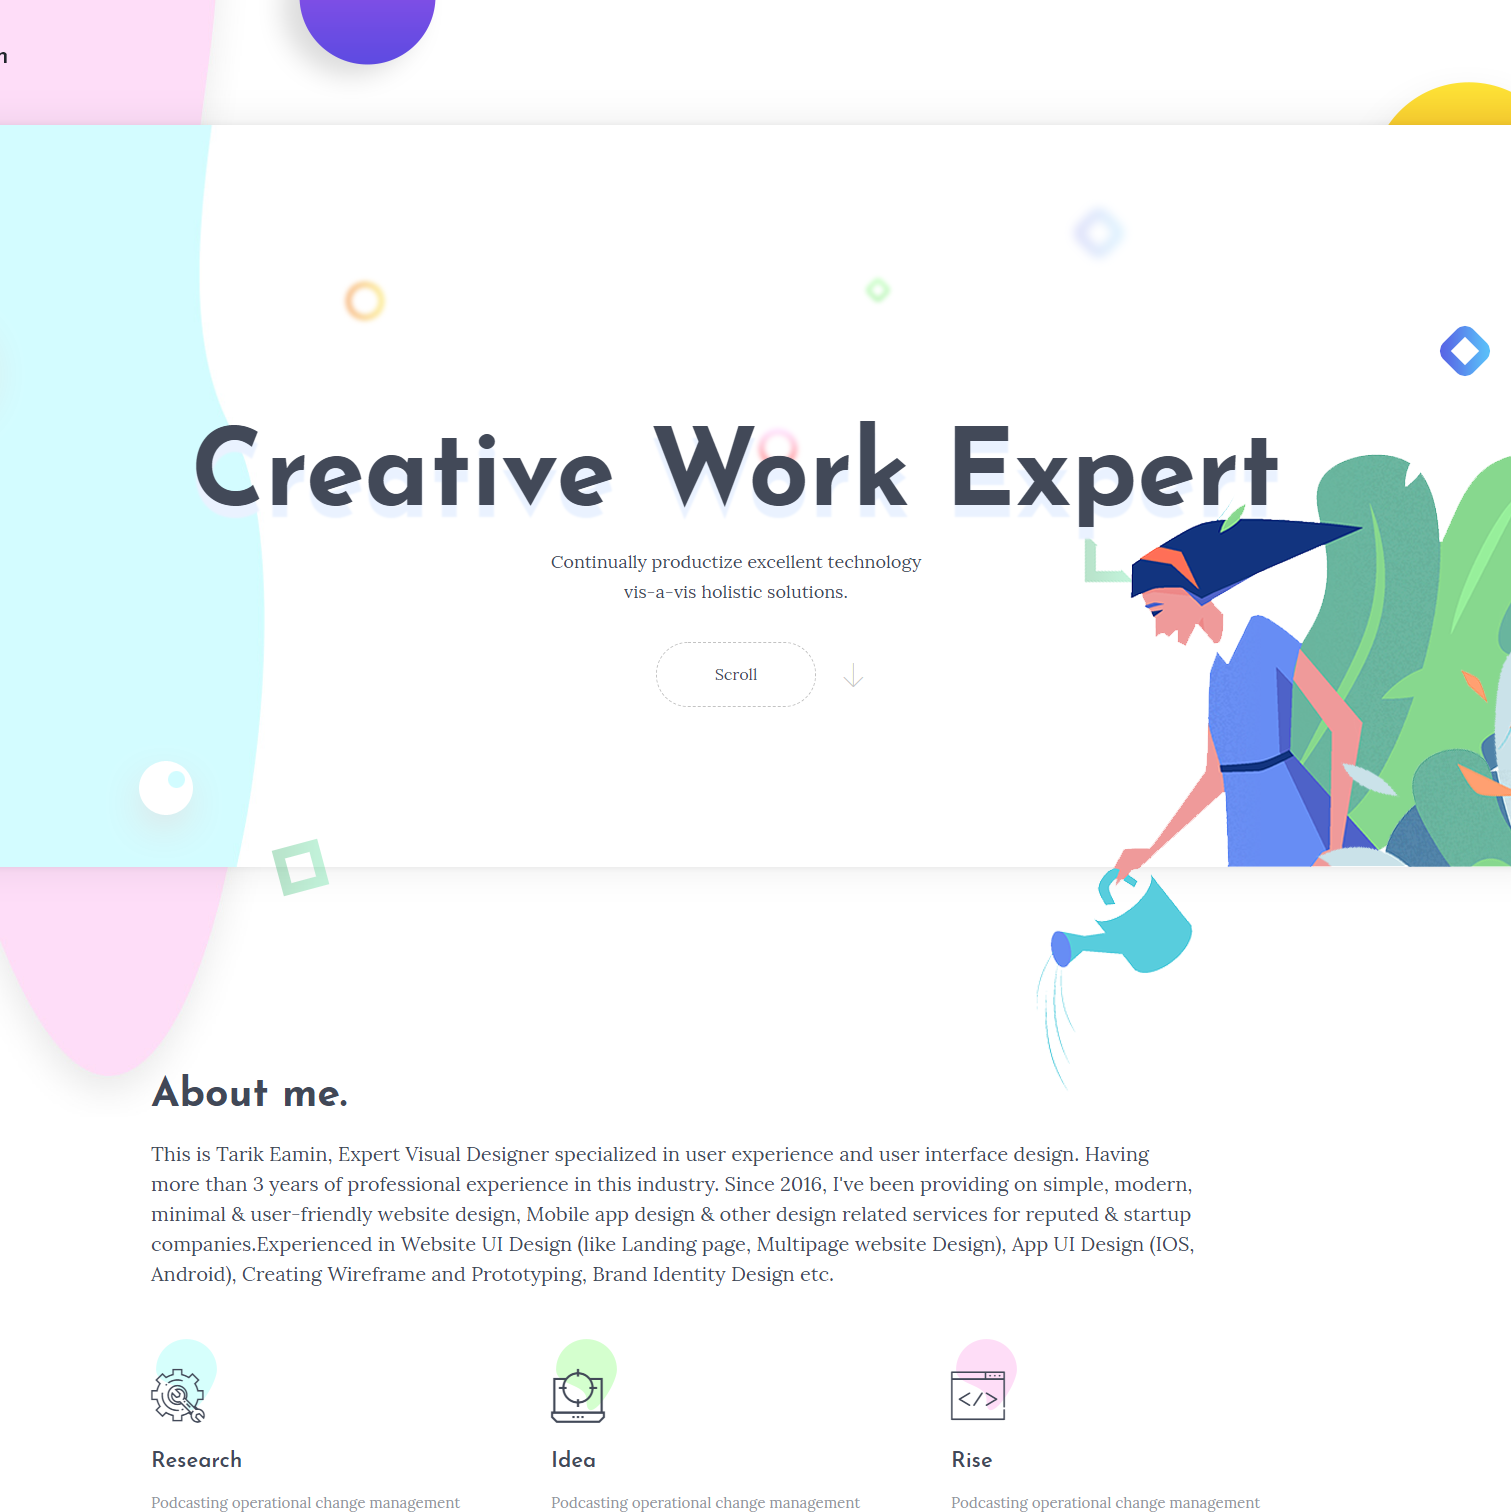 Creative Work Expert
Continually productize excellent technology
vis-a-vis holistic solutions.
Scroll
About me.
This is Tarik Eamin, Expert Visual Designer specialized in user experience and user interface design. Having
more than 3 years of professional experience in this industry. Since 2016, I've been providing on simple, modern,
minimal & user-friendly website design, Mobile app design & other design related services for reputed & startup
companies.Experienced in Website UI Design (like Landing page, Multipage website Design), App UI Design (IOS,
Android), Creating Wireframe and Prototyping, Brand Identity Design etc.
Research
Idea
Rise
Podcasting operational change management
Podcasting operational change management
Podcasting operational change management